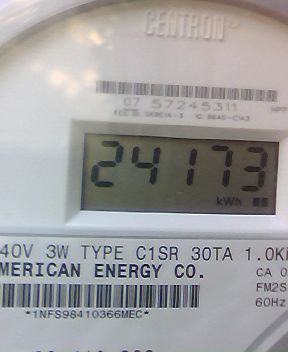 CENTRON
07 57245311
24173
kWh
40V 3W TYPE C1SR 30TA 1.0K
MERICAN ENERGY CO.
CA 0
FM2S
60Hz
*1NFS98410366MEC*